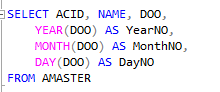 SELECT ACID, NAME, DOO,
YEAR(DOO) AS YearNO,
MONTH(DOO) AS MonthNO,
DAY(DOO) AS DayNO
FROM AMASTER